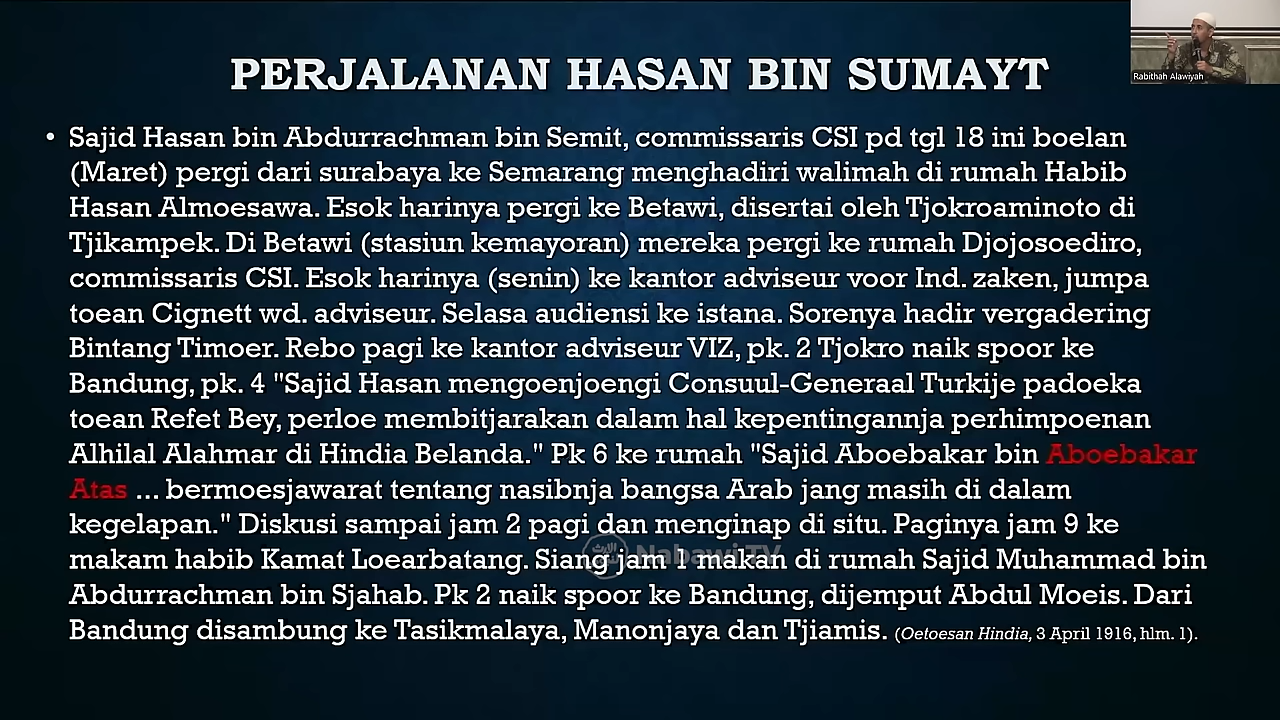 PERJALANAN HASAN BIN SUMAYT
Rabithah Alawiyah
• Sajid Hasan bin Abdurrachman bin Semit, commissaris CSI pd tgl 18 ini boelan
(Maret) pergi dari surabaya ke Semarang menghadiri walimah di rumah Habib
Hasan Almoesawa. Esok harinya pergi ke Betawi, disertai oleh Tjokroaminoto di
Tjikampek. Di Betawi (stasiun kemayoran) mereka pergi ke rumah Djojosoediro,
commissaris CSI. Esok harinya (senin) ke kantor adviseur voor Ind. zaken, jumpa
toean Cignett wd. adviseur. Selasa audiensi ke istana. Sorenya hadir vergadering
Bintang Timoer. Rebo pagi ke kantor adviseur VIZ, pk. 2 Tjokro naik spoor ke
Bandung, pk. 4 "Sajid Hasan mengoenjoengi Consuul-Generaal Turkije padoeka
toean Refet Bey, perloe membitjarakan dalam hal kepentingannja perhimpoenan
Alhilal Alahmar di Hindia Belanda." Pk 6 ke rumah "Sajid Aboebakar bin Aboebakar
Atas ... bermoesjawarat tentang nasibnja bangsa Arab jang masih di dalam
kegelapan." Diskusi sampai jam 2 pagi dan menginap di situ. Paginya jam 9 ke
makam habib Kamat Loearbatang. Siang jam 1 makan di rumah Sajid Muhammad bin
Abdurrachman bin Sjahab. Pk 2 naik spoor ke Bandung, dijemput Abdul Moeis. Dari
Bandung disambung ke Tasikmalaya, Manonjaya dan Tjiamis. (Oetoesan Hindia, 3 April 1916, hlm. 1).
Nabawi TV